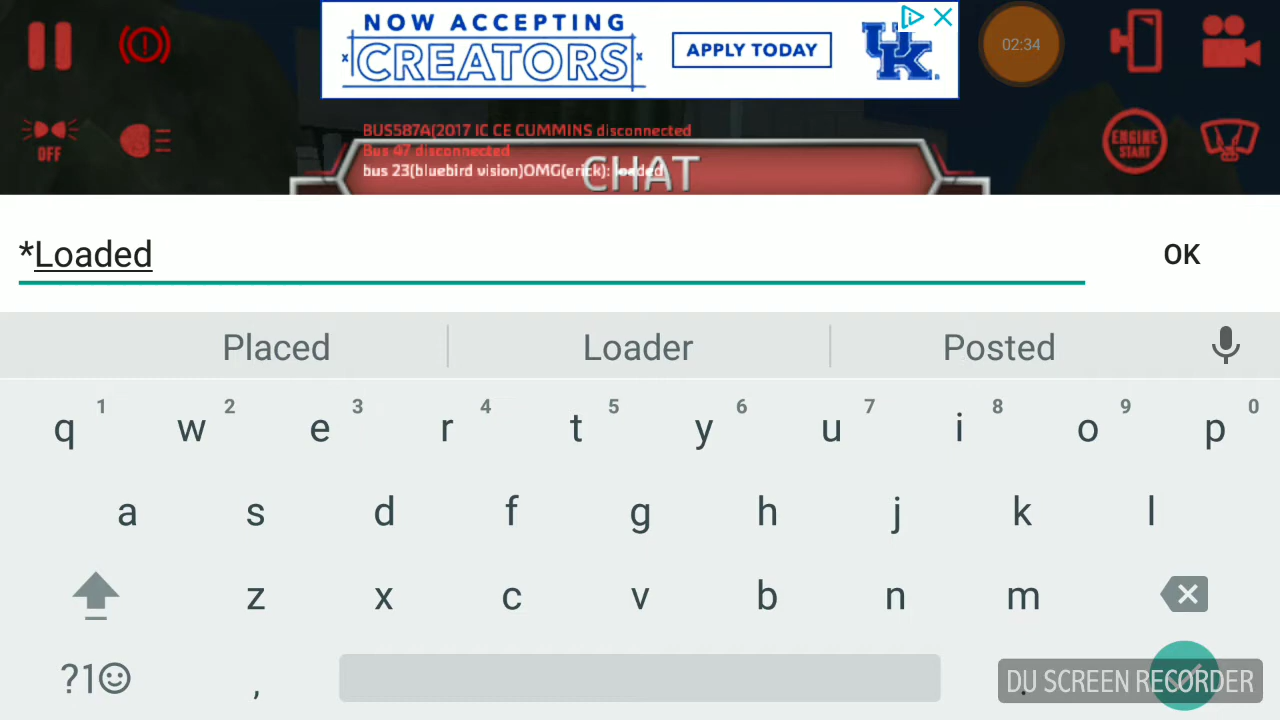 NOW ACCEPTING
CREATORS
APPLY TODAY
UK
02:34
OFF
ENGINE
START
BUS587A(2017 IC CE CUMMINS disconnected
Bus 47 disconnected
bus 23(bluebird vision)OMG(erick): loaded
CHAT
*Loaded
OK
Placed
Loader
Posted
q 1 w 2 e 3 r 4 t 5 y 6 u 7 i 8 o 9 p 0
a s d f g h j k l
z x c v b n m
?1
, .
DU SCREEN RECORDER